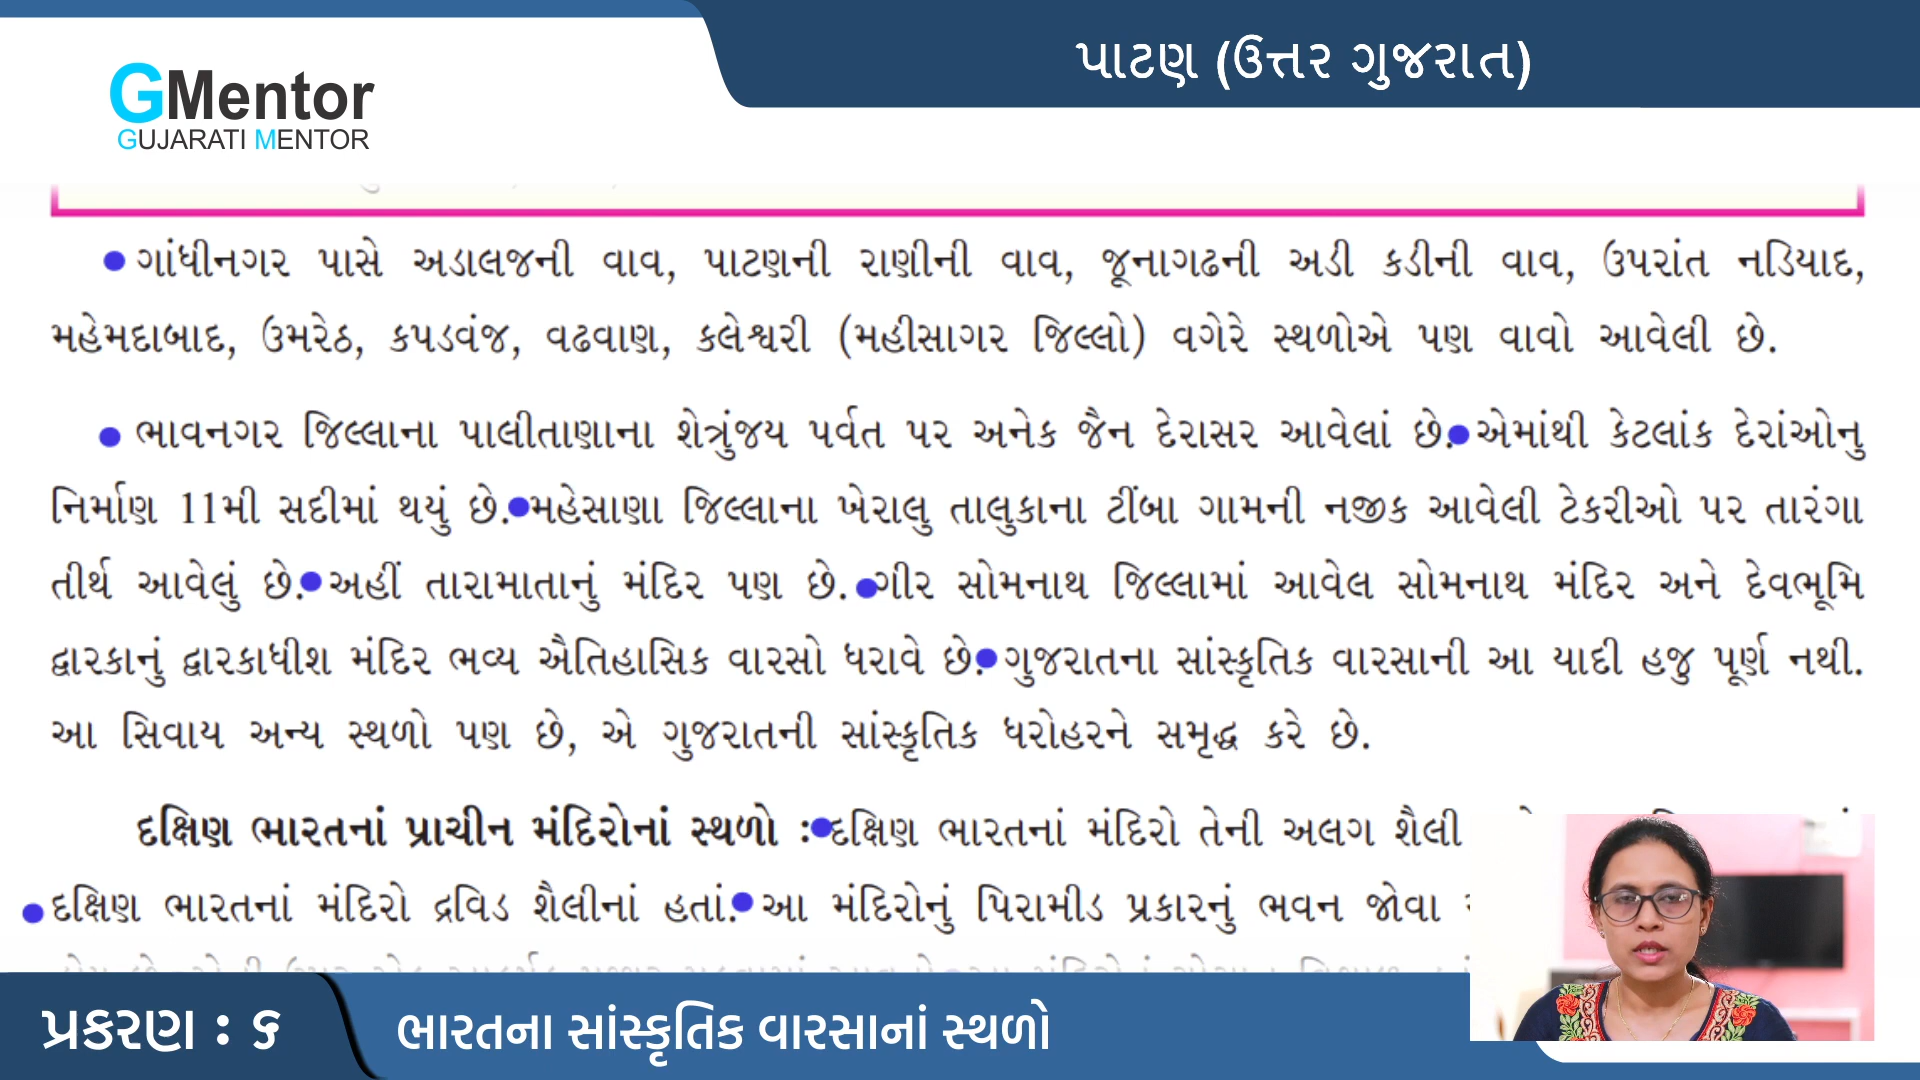 પાટણ (ઉત્તર ગુજરાત)
GMentor
GUJARATI MENTOR
ગાંધીનગર પાસે અડાલજની વાવ, પાટણની રાણીની વાવ, જૂનાગઢની અડી કડીની વાવ, ઉપરાંત નડિયાદ,
મહેમદાબાદ, ઉમરેઠ, કપડવંજ, વઢવાણ, કલેશ્વરી (મહીસાગર જિલ્લો) વગેરે સ્થળોએ પણ વાવો આવેલી છે.
ભાવનગર જિલ્લાના પાલીતાણાના શેત્રુંજય પર્વત પર અનેક જૈન દેરાસર આવેલાં છે. એમાંથી કેટલાંક દેરાંઓનુ
નિર્માણ 11મી સદીમાં થયું છે. મહેસાણા જિલ્લાના ખેરાલુ તાલુકાના ટીંબા ગામની નજીક આવેલી ટેકરીઓ પર તારંગા
તીર્થ આવેલું છે. અહીં તારામાતાનું મંદિર પણ છે. ગીર સોમનાથ જિલ્લામાં આવેલ સોમનાથ મંદિર અને દેવભૂમિ
દ્વારકાનું દ્વારકાધીશ મંદિર ભવ્ય ઐતિહાસિક વારસો ધરાવે છે. ગુજરાતના સાંસ્કૃતિક વારસાની આ યાદી હજુ પૂર્ણ નથી.
આ સિવાય અન્ય સ્થળો પણ છે, એ ગુજરાતની સાંસ્કૃતિક ધરોહરને સમૃદ્ધ કરે છે.
દક્ષિણ ભારતનાં પ્રાચીન મંદિરોનાં સ્થળો : દક્ષિણ ભારતનાં મંદિરો તેની અલગ શૈલી
દક્ષિણ ભારતનાં મંદિરો દ્રવિડ શૈલીનાં હતાં. આ મંદિરોનું પિરામીડ પ્રકારનું ભવન જોવા
પ્રકરણ : ૬
ભારતના સાંસ્કૃતિક વારસાનાં સ્થળો